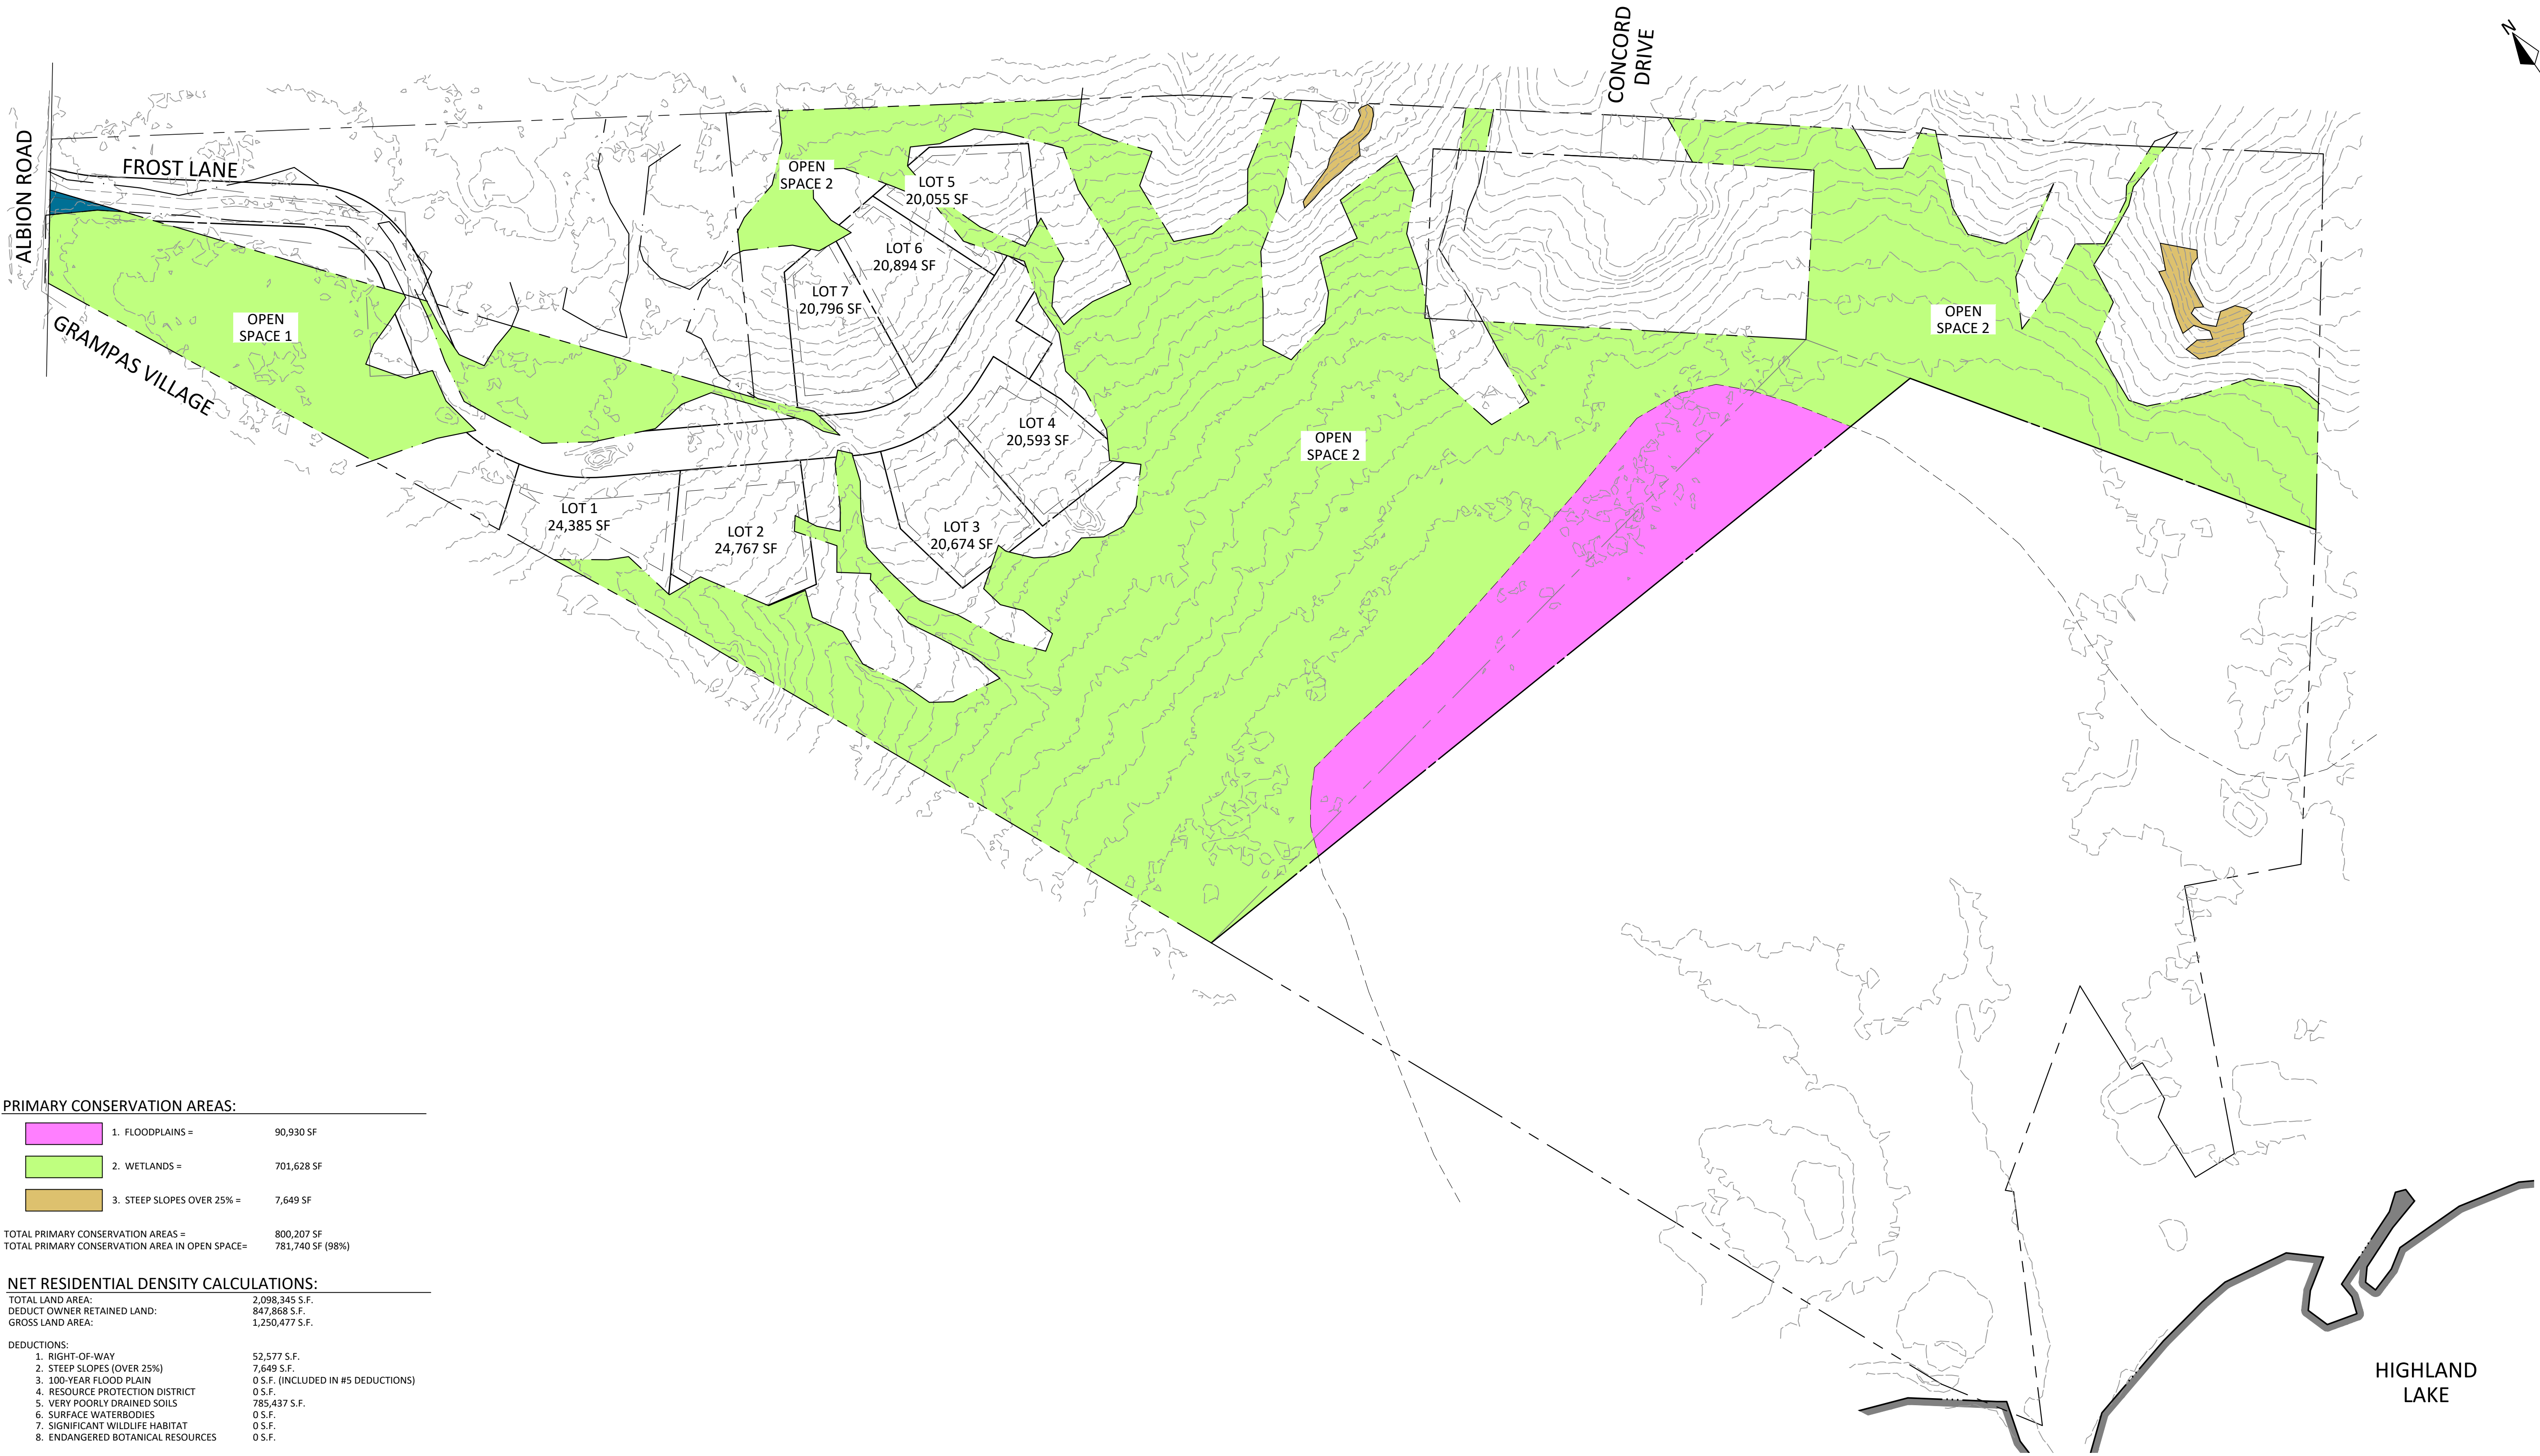 CONCORD
DRIVE
N
ALBION ROAD
FROST LANE
GRAMPAS VILLAGE
OPEN
SPACE 1
OPEN
SPACE 2
LOT 5
20,055 SF
LOT 6
20,894 SF
LOT 7
20,796 SF
LOT 4
20,593 SF
LOT 3
20,674 SF
LOT 1
24,385 SF
LOT 2
24,767 SF
OPEN
SPACE 2
OPEN
SPACE 2
PRIMARY CONSERVATION AREAS:
1. FLOODPLAINS = 90,930 SF
2. WETLANDS = 701,628 SF
3. STEEP SLOPES OVER 25% = 7,649 SF
TOTAL PRIMARY CONSERVATION AREAS = 800,207 SF
TOTAL PRIMARY CONSERVATION AREA IN OPEN SPACE= 781,740 SF (98%)
NET RESIDENTIAL DENSITY CALCULATIONS:
TOTAL LAND AREA: 2,098,345 S.F.
DEDUCT OWNER RETAINED LAND: 847,868 S.F.
GROSS LAND AREA: 1,250,477 S.F.
DEDUCTIONS:
1. RIGHT-OF-WAY 52,577 S.F.
2. STEEP SLOPES (OVER 25%) 7,649 S.F.
3. 100-YEAR FLOOD PLAIN 0 S.F. (INCLUDED IN #5 DEDUCTIONS)
4. RESOURCE PROTECTION DISTRICT 0 S.F.
5. VERY POORLY DRAINED SOILS 785,437 S.F.
6. SURFACE WATERBODIES 0 S.F.
7. SIGNIFICANT WILDLIFE HABITAT 0 S.F.
8. ENDANGERED BOTANICAL RESOURCES 0 S.F.
HIGHLAND
LAKE